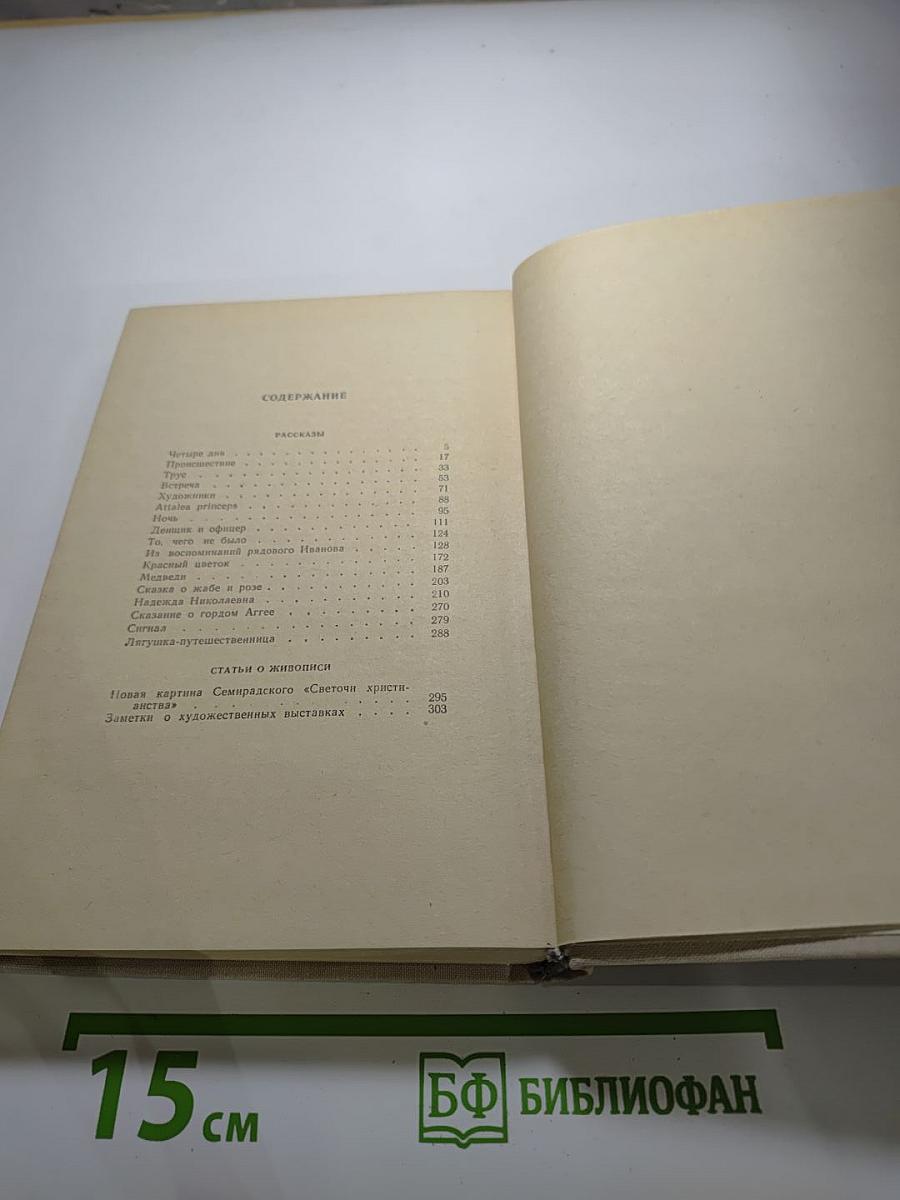 СОДЕРЖАНИЕ
РАССКАЗЫ
Четыре дня . . . . . . . . . . . . . . 5
Происшествие . . . . . . . . . . . . . 17
Трус . . . . . . . . . . . . . . . 33
Встреча . . . . . . . . . . . . . . 53
Художники . . . . . . . . . . . . . 71
Attalea princeps . . . . . . . . . . . . 88
Ночь . . . . . . . . . . . . . . . 95
Денщик и офицер . . . . . . . . . . . 111
То, чего не было . . . . . . . . . . . 124
Из воспоминаний рядового Иванова . . . . . 128
Красный цветок . . . . . . . . . . . . 172
Медведи . . . . . . . . . . . . . . 187
Сказка о жабе и розе . . . . . . . . . . 203
Надежда Николаевна . . . . . . . . . . 210
Сказание о гордом Аггее . . . . . . . . . 270
Сигнал . . . . . . . . . . . . . . 279
Лягушка-путешественница . . . . . . . . . 288
СТАТЬИ О ЖИВОПИСИ
Новая картина Семирадского «Светочи христи-
анства» . . . . . . . . . . . . . 295
Заметки о художественных выставках . . . . 303
15 см
БФ БИБЛИОФАН